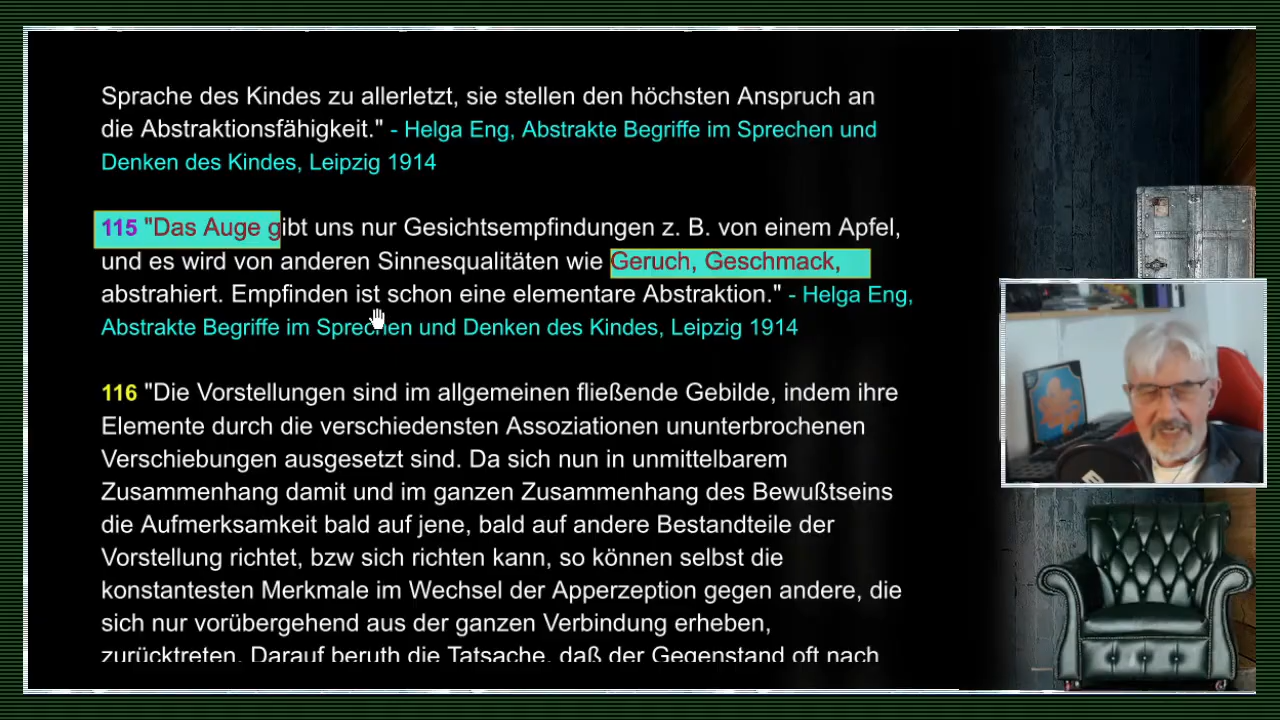 Sprache des Kindes zu allerletzt, sie stellen den höchsten Anspruch an
die Abstraktionsfähigkeit." - Helga Eng, Abstrakte Begriffe im Sprechen und
Denken des Kindes, Leipzig 1914
115 "Das Auge gibt uns nur Gesichtsempfindungen z. B. von einem Apfel,
und es wird von anderen Sinnesqualitäten wie Geruch, Geschmack,
abstrahiert. Empfinden ist schon eine elementare Abstraktion." - Helga Eng,
Abstrakte Begriffe im Sprechen und Denken des Kindes, Leipzig 1914
116 "Die Vorstellungen sind im allgemeinen fließende Gebilde, indem ihre
Elemente durch die verschiedensten Assoziationen ununterbrochenen
Verschiebungen ausgesetzt sind. Da sich nun in unmittelbarem
Zusammenhang damit und im ganzen Zusammenhang des Bewußtseins
die Aufmerksamkeit bald auf jene, bald auf andere Bestandteile der
Vorstellung richtet, bzw sich richten kann, so können selbst die
konstantesten Merkmale im Wechsel der Apperzeption gegen andere, die
sich nur vorübergehend aus der ganzen Verbindung erheben,
zurücktreten. Darauf beruth die Tatsache, daß der Gegenstand oft nach